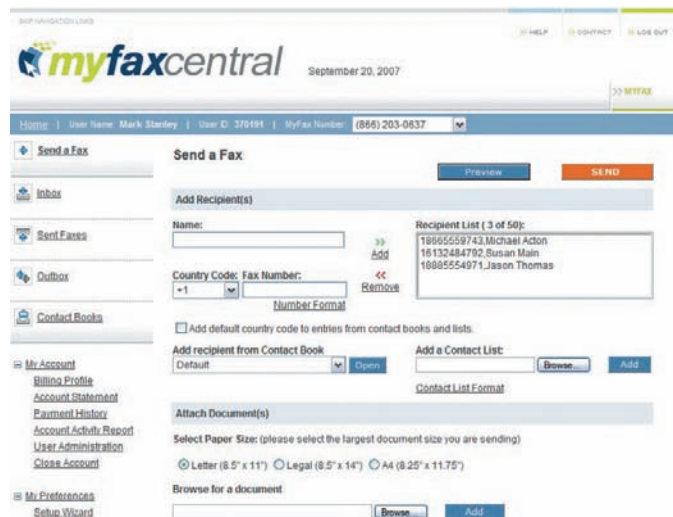 SKIP NAVIGATION LINKS
HELP
CONTACT
LOG OUT
myfaxcentral
September 20, 2007
>> MYFAX
Home | User Name: Mark Stanley | User ID: 370191 | MyFax Number: (866) 203-0637
Send a Fax
Inbox
Sent Faxes
Outbox
Contact Books
My Account
Billing Profile
Account Statement
Payment History
Account Activity Report
User Administration
Close Account
My Preferences
Setup Wizard
Send a Fax
Preview
SEND
Add Recipient(s)
Name:
>>
Add
<<
Remove
Recipient List ( 3 of 50):
18665559743,Michael Acton
16132484792,Susan Main
18885554971,Jason Thomas
Country Code: Fax Number:
+1
Number Format
Add default country code to entries from contact books and lists.
Add recipient from Contact Book
Default
Open
Add a Contact List:
Browse...
Add
Contact List Format
Attach Document(s)
Select Paper Size: (please select the largest document size you are sending)
Letter (8.5" x 11") Legal (8.5" x 14") A4 (8.25" x 11.75")
Browse for a document
Browse...
Add